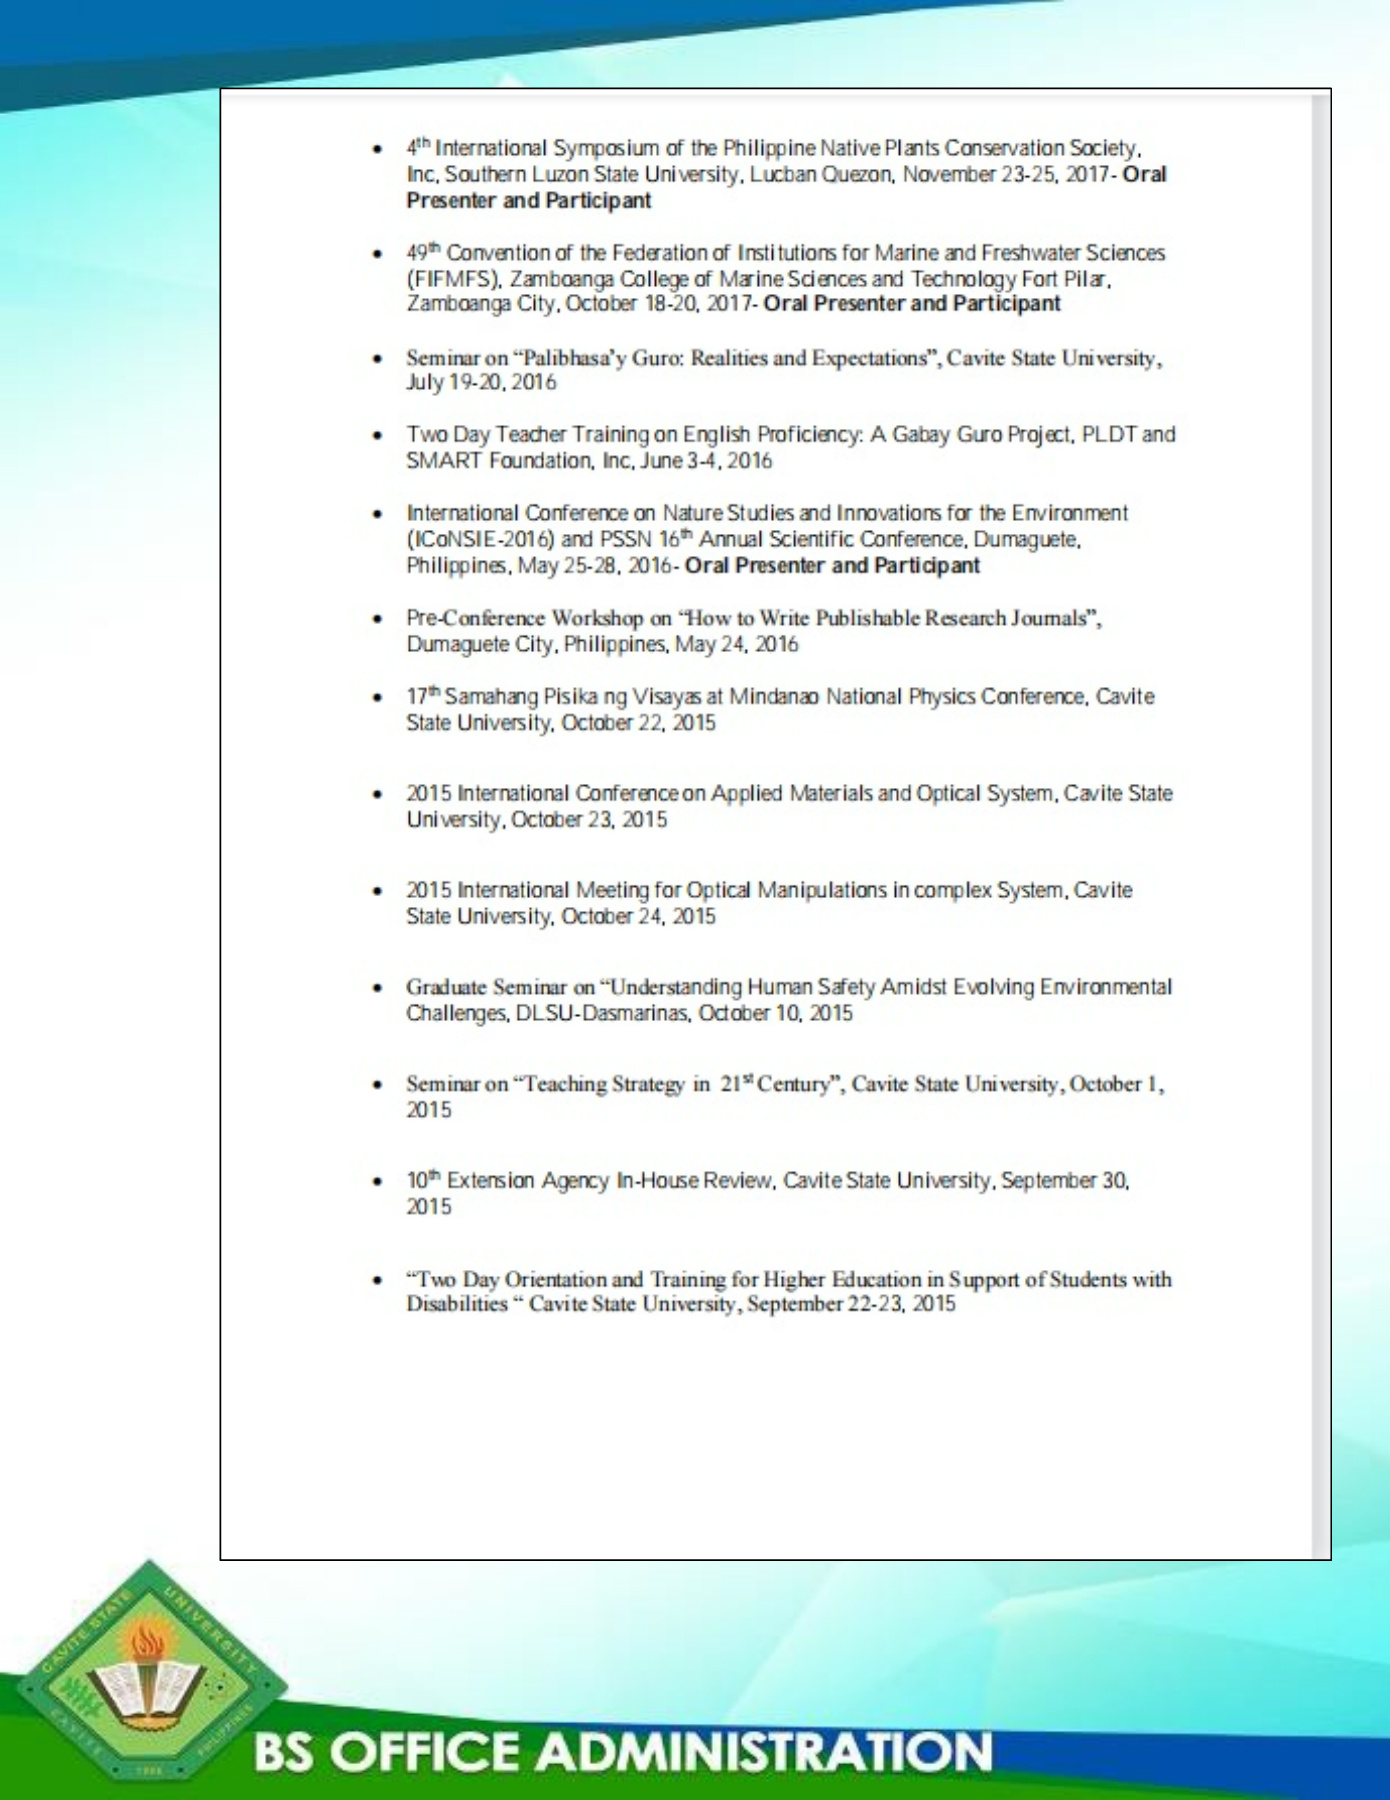 • 4th International Symposium of the Philippine Native Plants Conservation Society,
Inc, Southern Luzon State University, Lucban Quezon, November 23-25, 2017- Oral
Presenter and Participant
• 49th Convention of the Federation of Institutions for Marine and Freshwater Sciences
(FIFMFS), Zamboanga College of Marine Sciences and Technology Fort Pilar,
Zamboanga City, October 18-20, 2017- Oral Presenter and Participant
• Seminar on “Palibhasa’y Guro: Realities and Expectations”, Cavite State University,
July 19-20, 2016
• Two Day Teacher Training on English Proficiency: A Gabay Guro Project, PLDT and
SMART Foundation, Inc, June 3-4, 2016
• International Conference on Nature Studies and Innovations for the Environment
(ICoNSIE-2016) and PSSN 16th Annual Scientific Conference, Dumaguete,
Philippines, May 25-28, 2016- Oral Presenter and Participant
• Pre-Conference Workshop on “How to Write Publishable Research Journals”,
Dumaguete City, Philippines, May 24, 2016
• 17th Samahang Pisika ng Visayas at Mindanao National Physics Conference, Cavite
State University, October 22, 2015
• 2015 International Conference on Applied Materials and Optical System, Cavite State
University, October 23, 2015
• 2015 International Meeting for Optical Manipulations in complex System, Cavite
State University, October 24, 2015
• Graduate Seminar on “Understanding Human Safety Amidst Evolving Environmental
Challenges, DLSU-Dasmarinas, October 10, 2015
• Seminar on “Teaching Strategy in 21st Century”, Cavite State University, October 1,
2015
• 10th Extension Agency In-House Review, Cavite State University, September 30,
2015
• “Two Day Orientation and Training for Higher Education in Support of Students with
Disabilities “ Cavite State University, September 22-23, 2015
CAVITE STATE UNIVERSITY
CAVITE PHILIPPINES
1906
BS OFFICE ADMINISTRATION